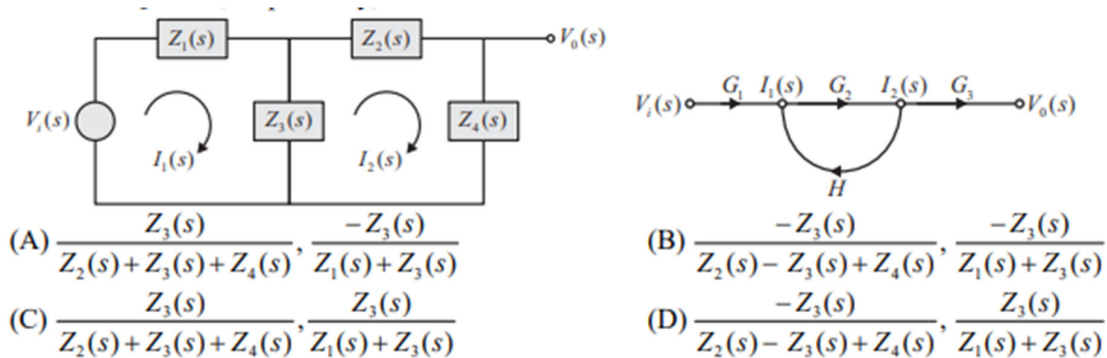 Z₁(s) Z₂(s) V₀(s)
Vᵢ(s) Z₃(s) Z₄(s)
I₁(s) I₂(s)
G₁ I₁(s) G₂ I₂(s) G₃
Vᵢ(s) V₀(s)
H
(A) Z₃(s) / Z₂(s)+Z₃(s)+Z₄(s) , −Z₃(s) / Z₁(s)+Z₃(s)
(B) −Z₃(s) / Z₂(s)−Z₃(s)+Z₄(s) , −Z₃(s) / Z₁(s)+Z₃(s)
(C) Z₃(s) / Z₂(s)+Z₃(s)+Z₄(s) , Z₃(s) / Z₁(s)+Z₃(s)
(D) −Z₃(s) / Z₂(s)−Z₃(s)+Z₄(s) , Z₃(s) / Z₁(s)+Z₃(s)